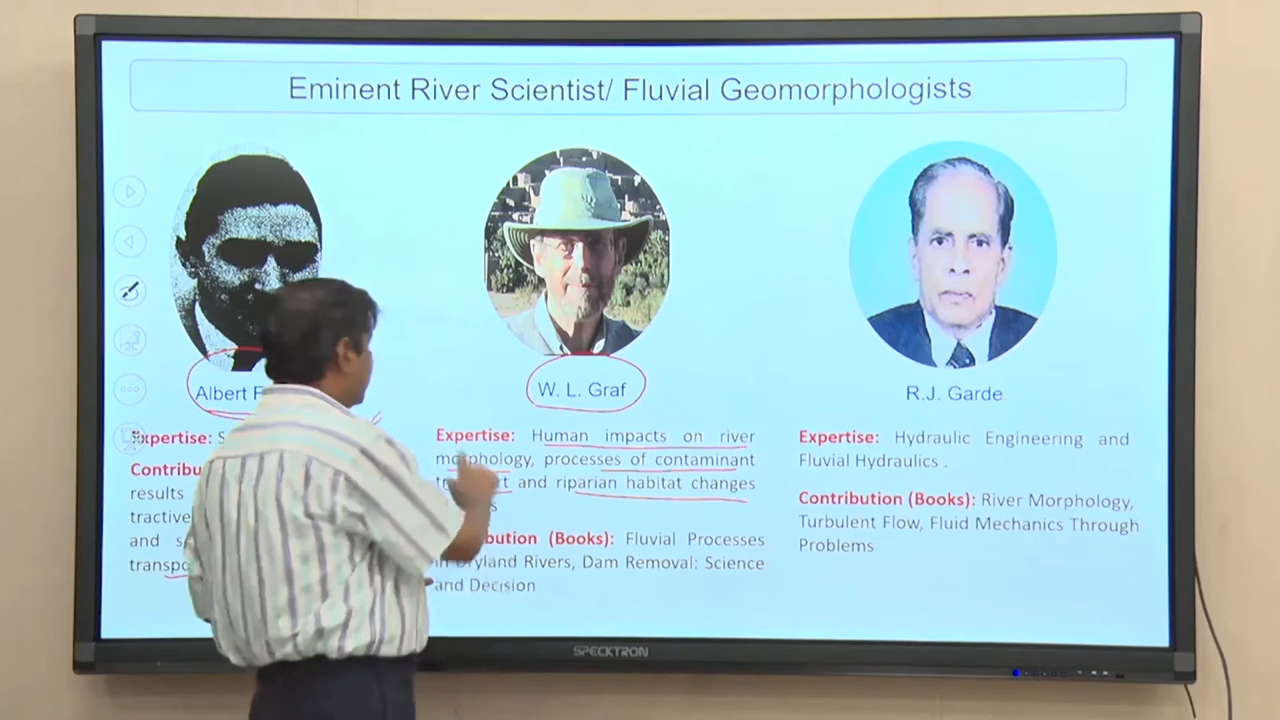 Eminent River Scientist/ Fluvial Geomorphologists
Albert
Expertise:
Contribu
results
tractive
and
transpo
W. L. Graf
Expertise: Human impacts on river
morphology, processes of contaminant
and riparian habitat changes
(Books): Fluvial Processes
in Dryland Rivers, Dam Removal: Science
and Decision
R.J. Garde
Expertise: Hydraulic Engineering and
Fluvial Hydraulics .
Contribution (Books): River Morphology,
Turbulent Flow, Fluid Mechanics Through
Problems
SPECKTRON